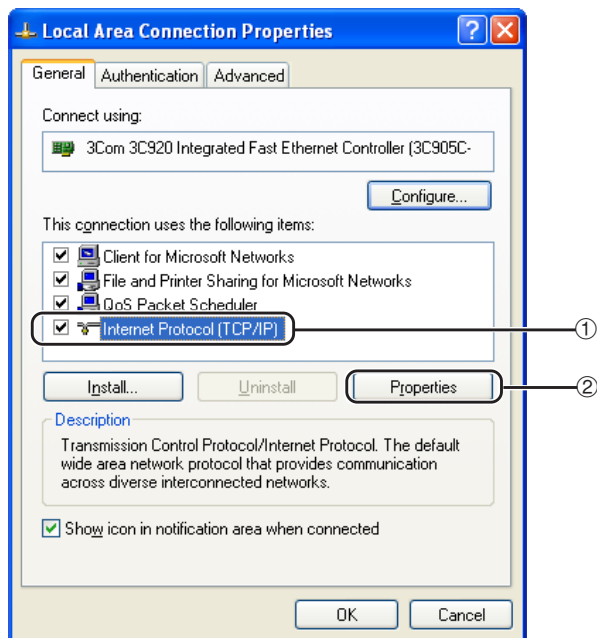 Local Area Connection Properties
General Authentication Advanced
Connect using:
3Com 3C920 Integrated Fast Ethernet Controller (3C905C-
Configure...
This connection uses the following items:
Client for Microsoft Networks
File and Printer Sharing for Microsoft Networks
QoS Packet Scheduler
Internet Protocol (TCP/IP)
①
Install... Uninstall Properties
②
Description
Transmission Control Protocol/Internet Protocol. The default
wide area network protocol that provides communication
across diverse interconnected networks.
Show icon in notification area when connected
OK Cancel